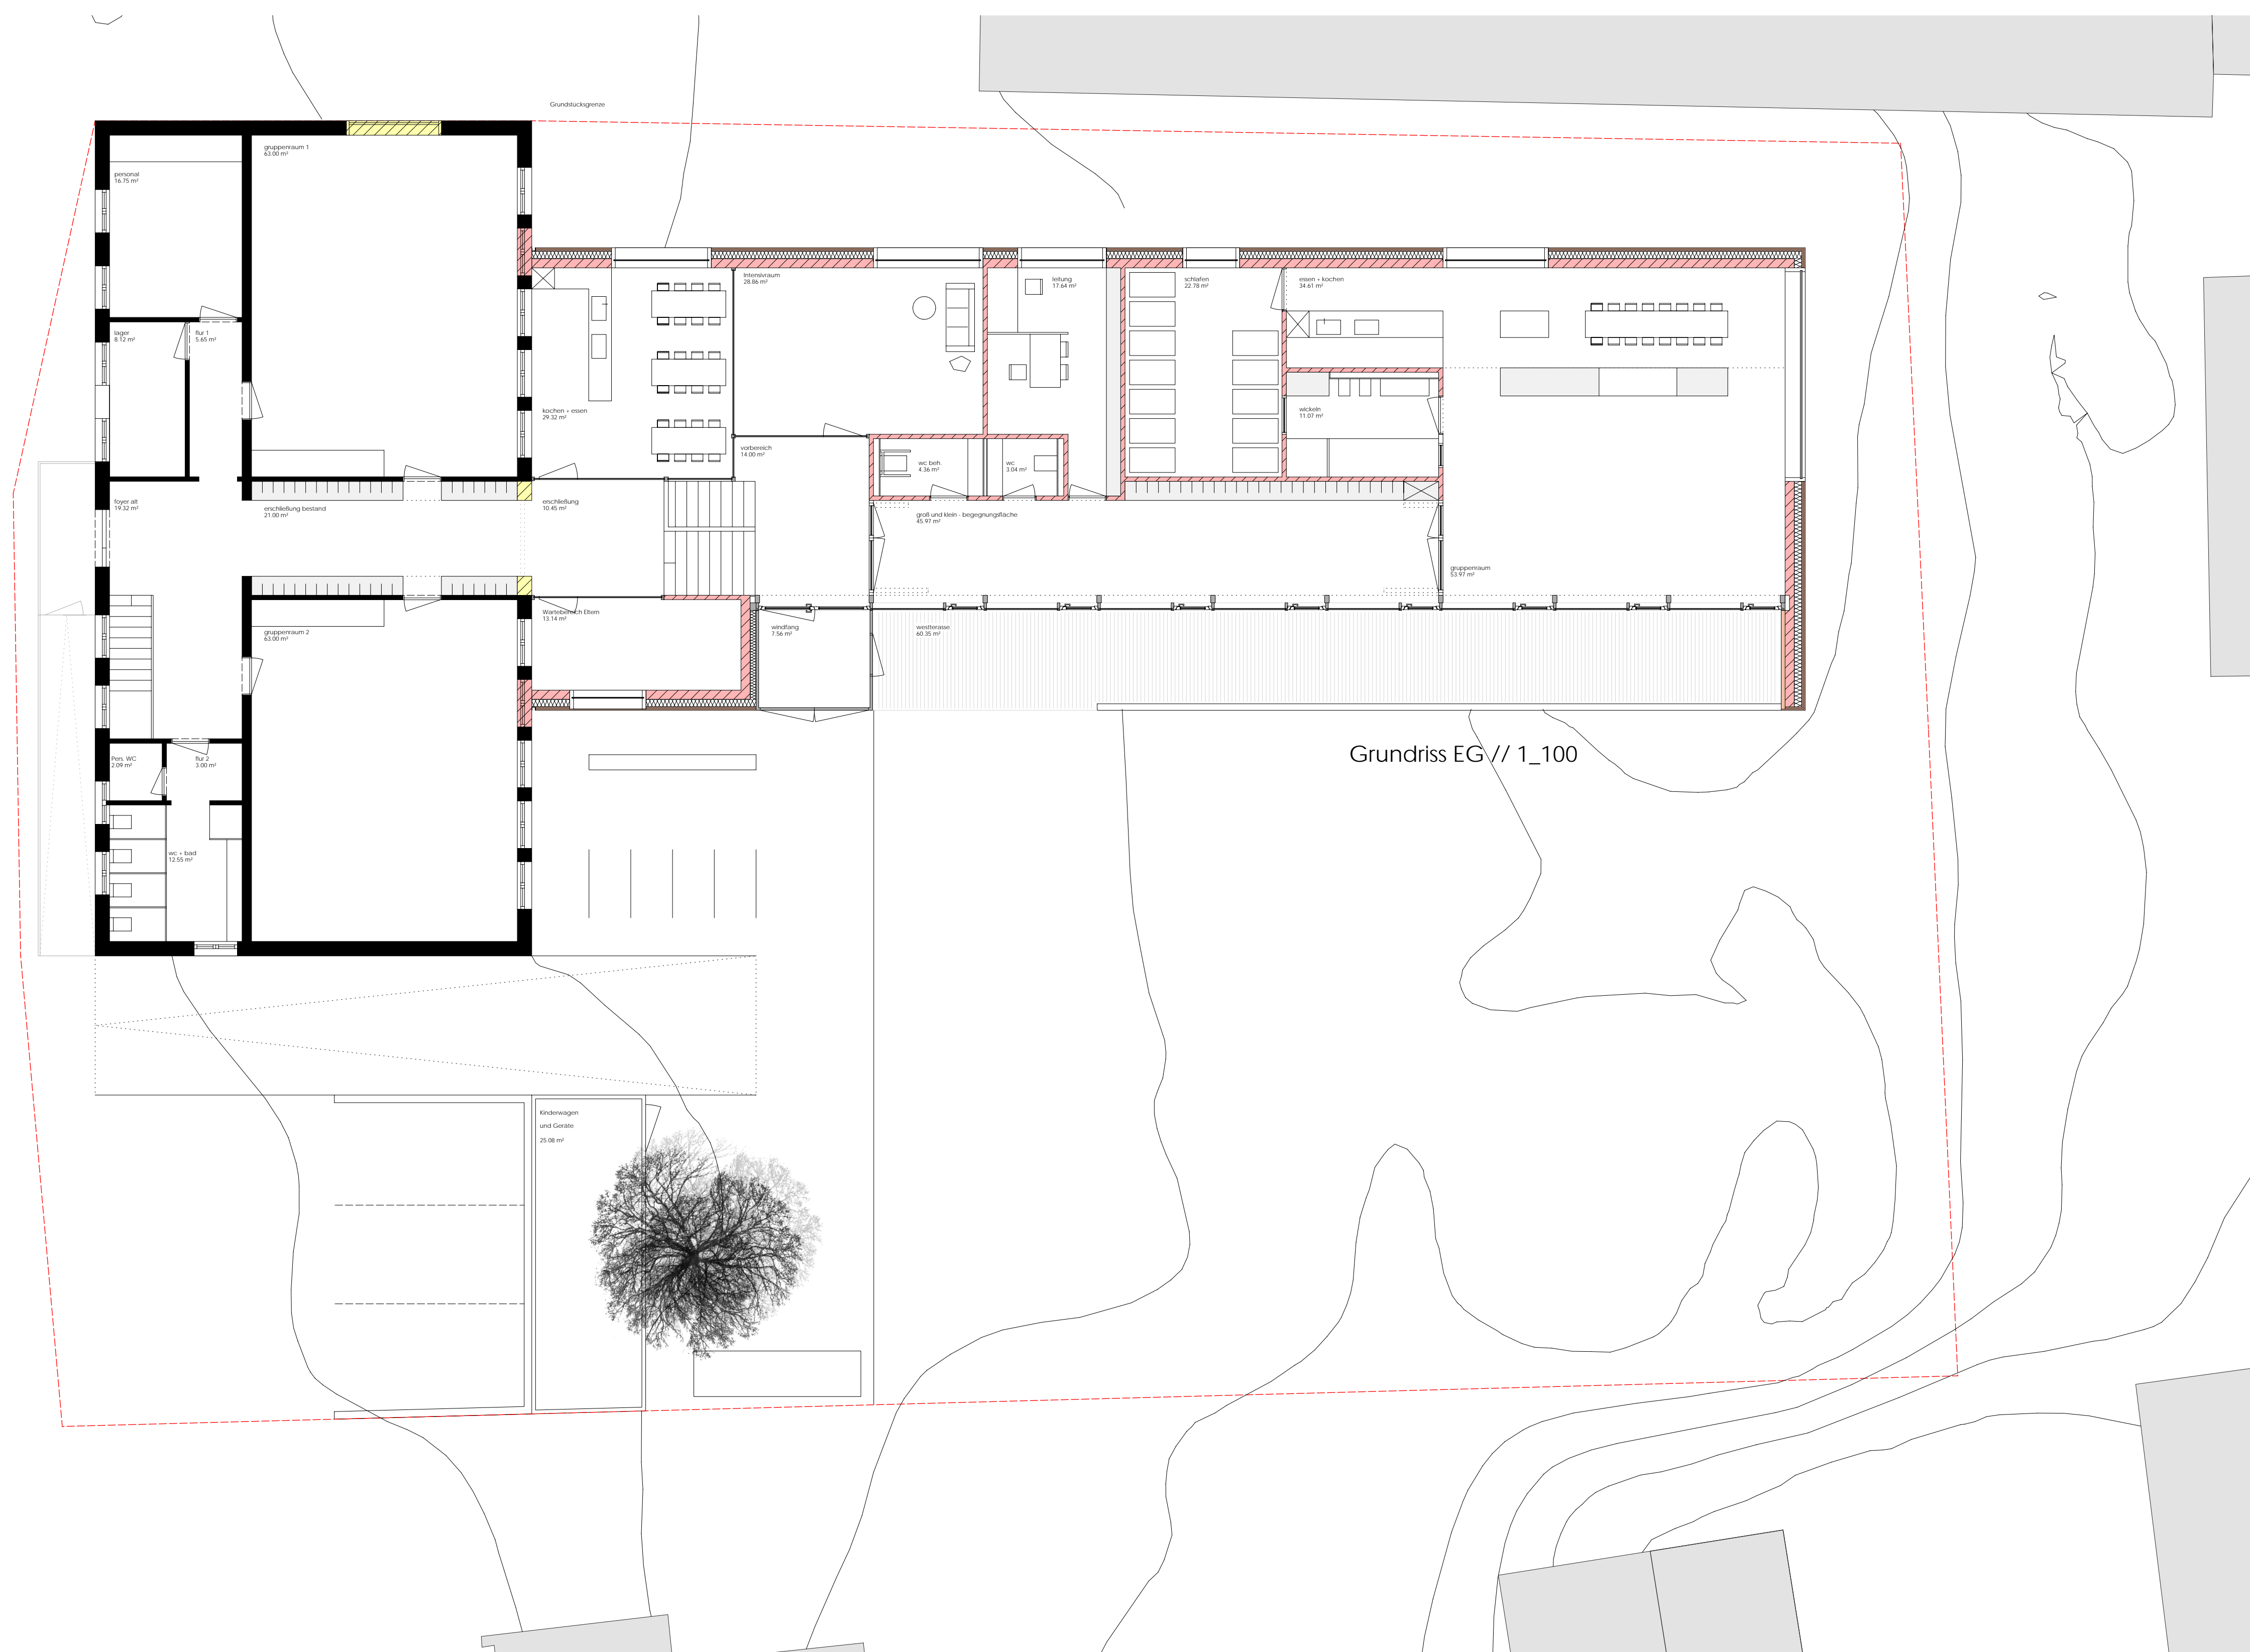 Grundstücksgrenze
gruppenraum 1
63.00 m²
personal
16.75 m²
lager
8.12 m²
flur 1
5.65 m²
foyer alt
19.32 m²
erschließung bestand
21.00 m²
gruppenraum 2
63.00 m²
Pers. WC
2.09 m²
flur 2
3.00 m²
wc + bad
12.55 m²
kochen + essen
29.32 m²
Intensivraum
28.86 m²
vorbereich
14.00 m²
erschließung
10.45 m²
Wartebereich Eltern
13.14 m²
leitung
17.64 m²
wc beh.
4.36 m²
wc
3.04 m²
schlafen
22.78 m²
essen + kochen
34.61 m²
wickeln
11.07 m²
groß und klein - begegnungsfläche
45.97 m²
gruppenraum
53.97 m²
windfang
7.56 m²
westterasse
60.35 m²
Grundriss EG // 1_100
Kinderwagen
und Geräte
25.08 m²